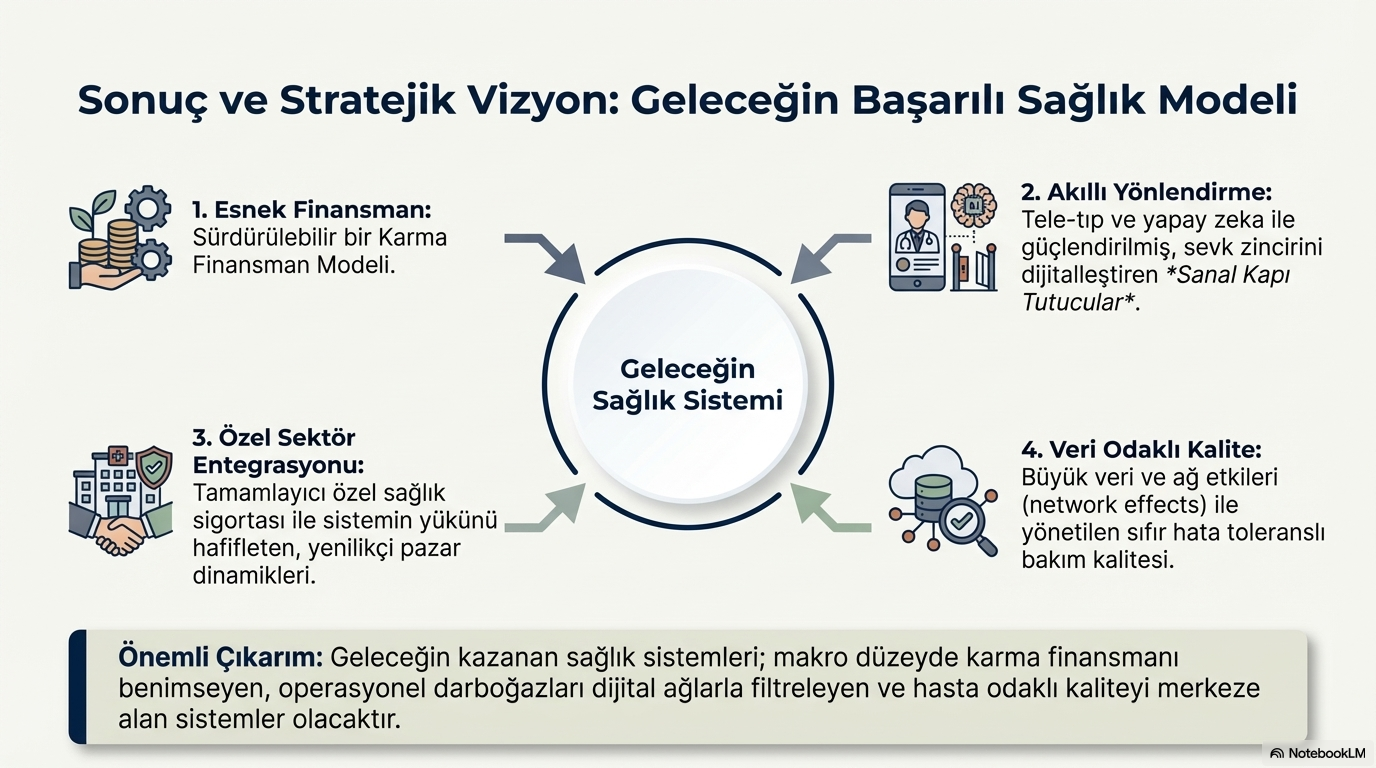 Sonuç ve Stratejik Vizyon: Geleceğin Başarılı Sağlık Modeli
1. Esnek Finansman:
Sürdürülebilir bir Karma
Finansman Modeli.
2. Akıllı Yönlendirme:
Tele-tıp ve yapay zeka ile
güçlendirilmiş, sevk zincirini
dijitalleştiren *Sanal Kapı
Tutucular*.
Geleceğin
Sağlık Sistemi
3. Özel Sektör
Entegrasyonu:
Tamamlayıcı özel sağlık
sigortası ile sistemin yükünü
hafifleten, yenilikçi pazar
dinamikleri.
4. Veri Odaklı Kalite:
Büyük veri ve ağ etkileri
(network effects) ile
yönetilen sıfır hata toleranslı
bakım kalitesi.
Önemli Çıkarım: Geleceğin kazanan sağlık sistemleri; makro düzeyde karma finansmanı
benimseyen, operasyonel darboğazları dijital ağlarla filtreleyen ve hasta odaklı kaliteyi merkeze
alan sistemler olacaktır.
NotebookLM